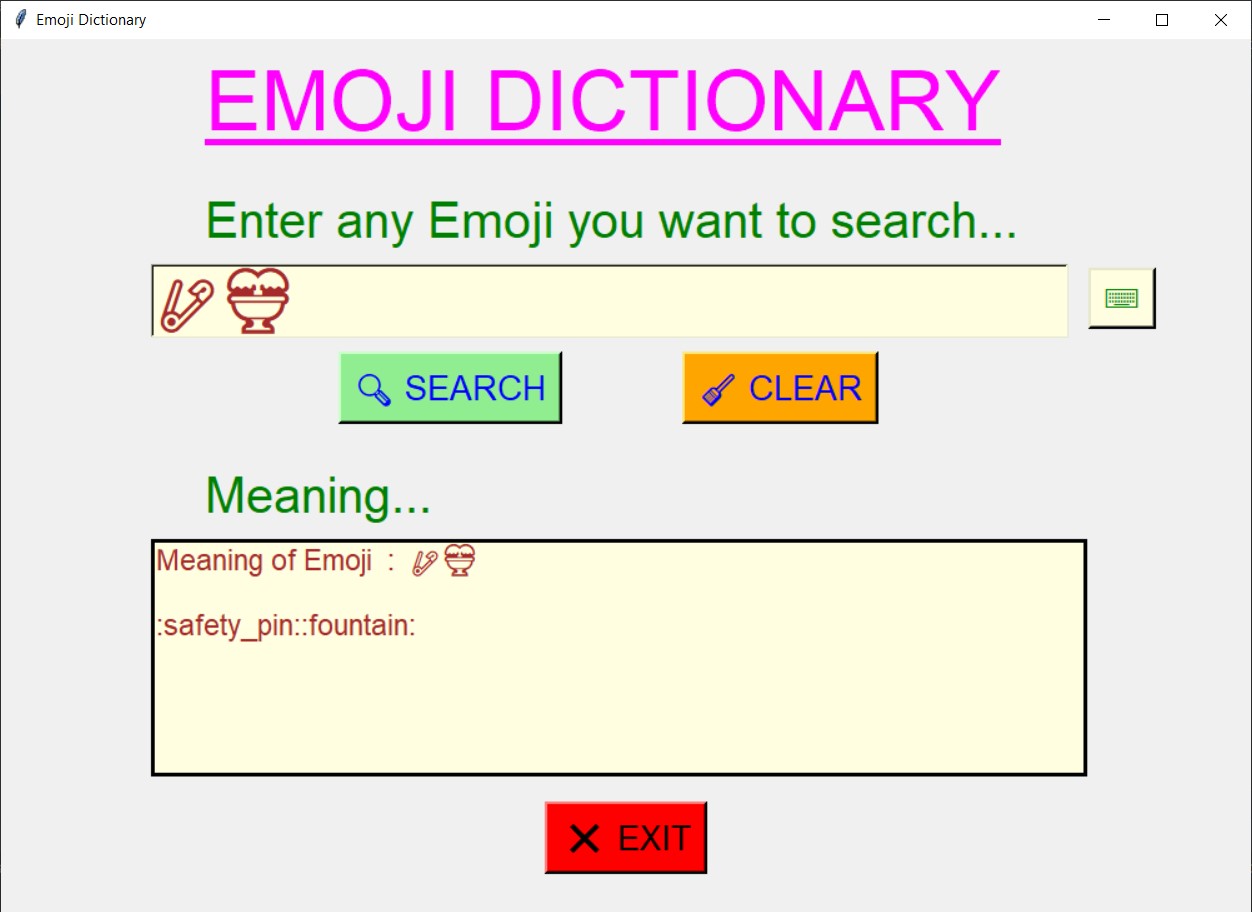 Emoji Dictionary
EMOJI DICTIONARY
Enter any Emoji you want to search...
🧷⛲
⌨
🔍 SEARCH
🧹 CLEAR
Meaning...
Meaning of Emoji : 🧷⛲
:safety_pin::fountain:
✕ EXIT